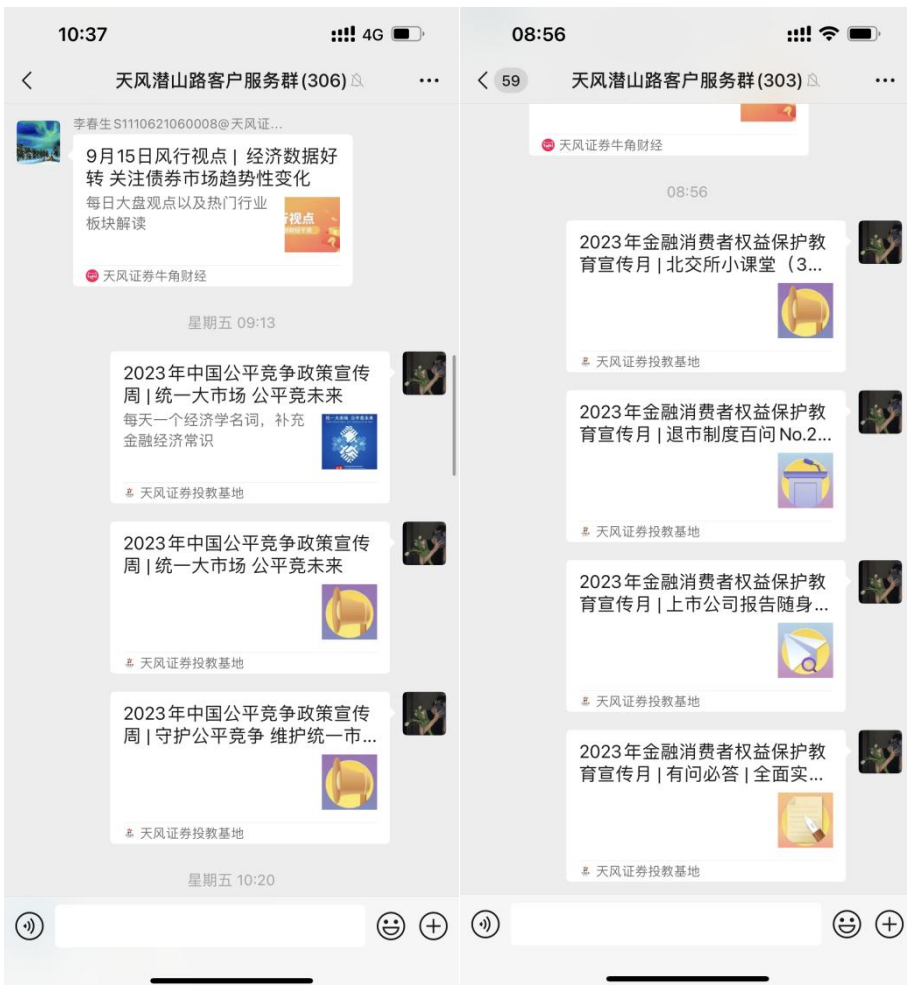 10:37
4G
天风潜山路客户服务群(306)
李春生S1110621060008@天风证...
9月15日风行视点 | 经济数据好
转 关注债券市场趋势性变化
每日大盘观点以及热门行业
板块解读
天风证券牛角财经
星期五 09:13
2023年中国公平竞争政策宣传
周 | 统一大市场 公平竞未来
每天一个经济学名词，补充
金融经济常识
天风证券投教基地
2023年中国公平竞争政策宣传
周 | 统一大市场 公平竞未来
天风证券投教基地
2023年中国公平竞争政策宣传
周 | 守护公平竞争 维护统一市...
天风证券投教基地
星期五 10:20
08:56
59
天风潜山路客户服务群(303)
天风证券牛角财经
08:56
2023年金融消费者权益保护教
育宣传月 | 北交所小课堂（3...
天风证券投教基地
2023年金融消费者权益保护教
育宣传月 | 退市制度百问No.2...
天风证券投教基地
2023年金融消费者权益保护教
育宣传月 | 上市公司报告随身...
天风证券投教基地
2023年金融消费者权益保护教
育宣传月 | 有问必答 | 全面实...
天风证券投教基地